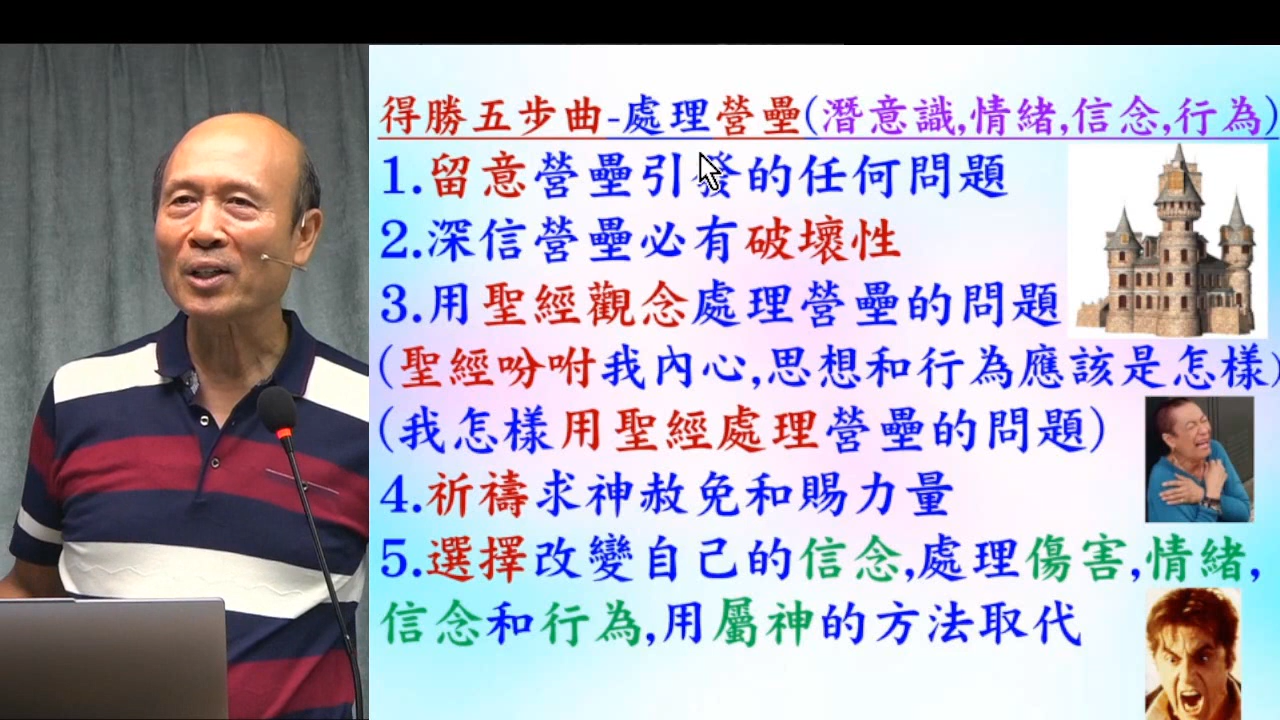 得勝五步曲-處理營壘(潛意識,情緒,信念,行為)
1.留意營壘引發的任何問題
2.深信營壘必有破壞性
3.用聖經觀念處理營壘的問題
(聖經吩咐我內心,思想和行為應該是怎樣)
(我怎樣用聖經處理營壘的問題)
4.祈禱求神赦免和賜力量
5.選擇改變自己的信念,處理傷害,情緒,
信念和行為,用屬神的方法取代